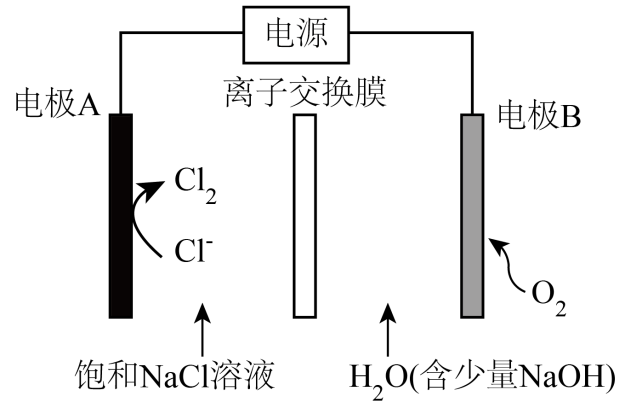 电源
离子交换膜
电极A
电极B
Cl₂
Cl⁻
O₂
饱和NaCl溶液
H₂O(含少量NaOH)